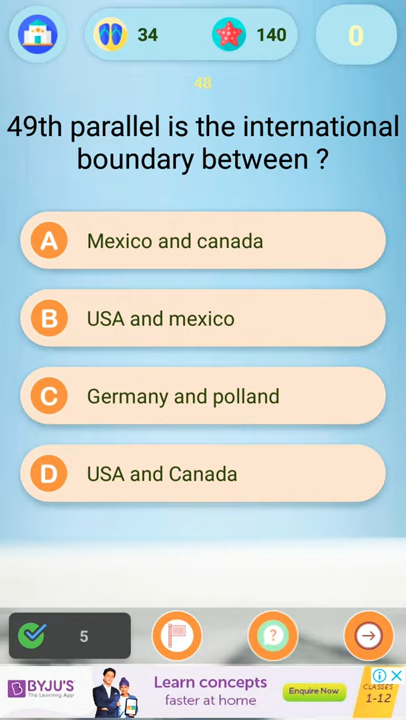 34
140
0
48
49th parallel is the international
boundary between ?
A Mexico and canada
B USA and mexico
C Germany and polland
D USA and Canada
5
?
BYJU'S
The Learning App
Learn concepts
faster at home
Enquire Now
CLASSES
1-12